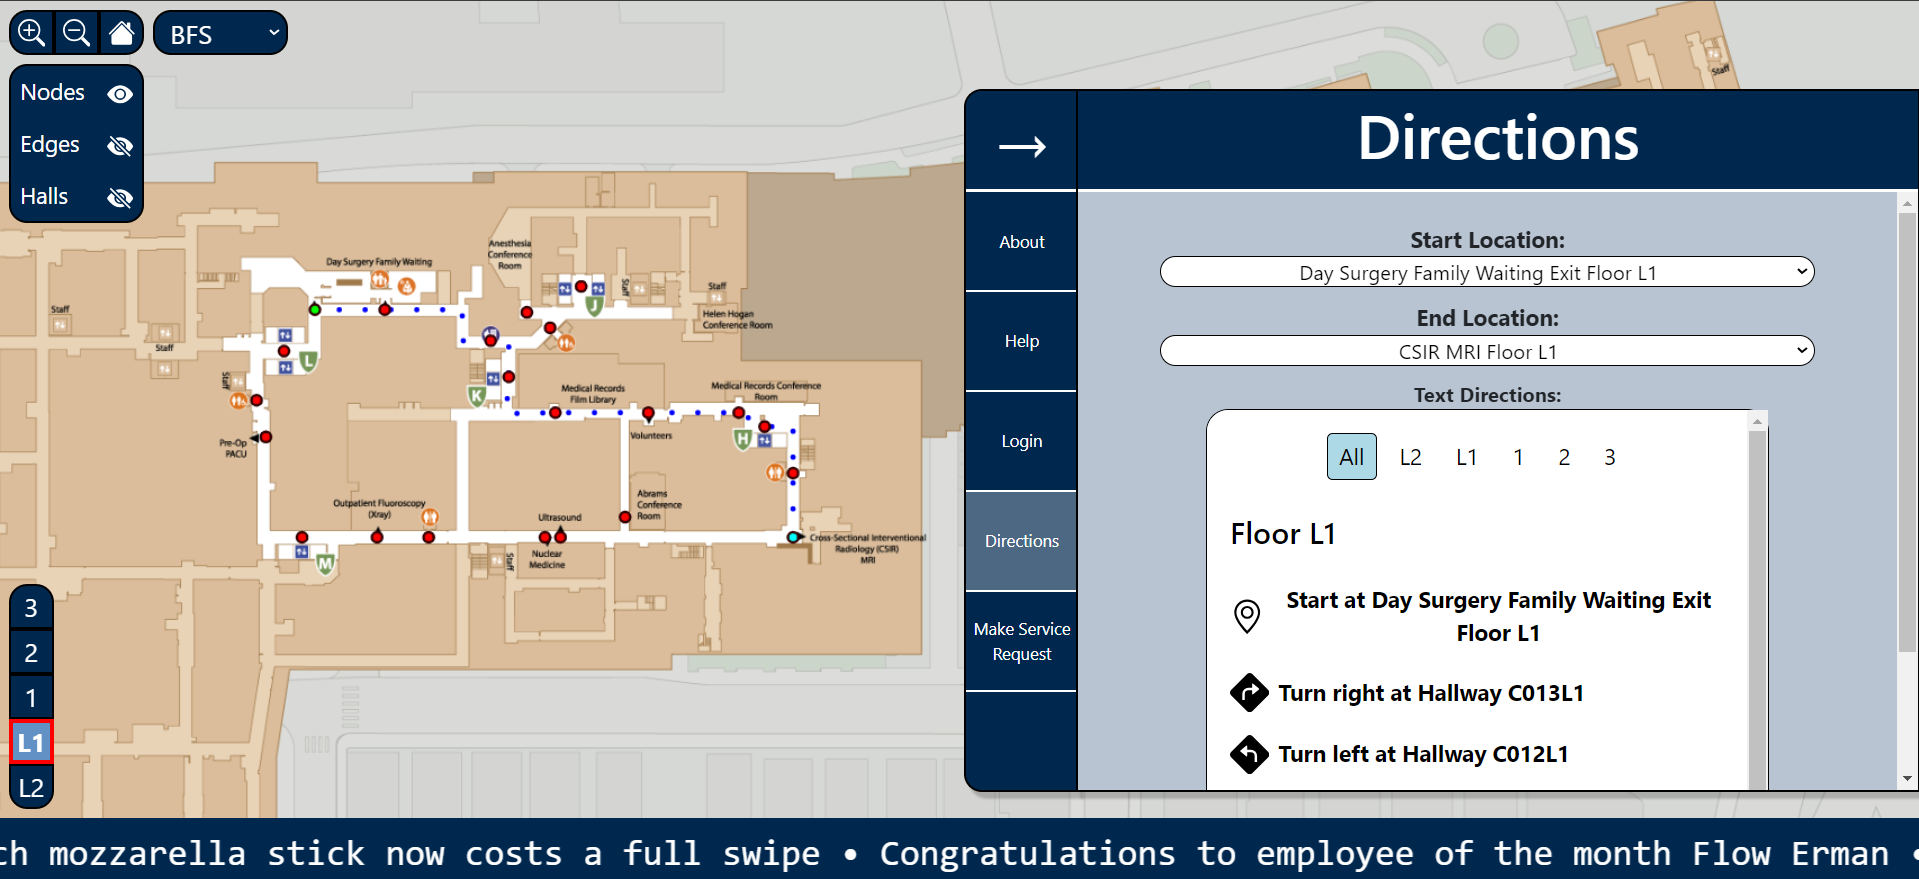 BFS
Nodes
Edges
Halls
3
2
1
L1
L2
Staff
Staff
Staff
Day Surgery Family Waiting
Anesthesia
Conference
Room
Staff
Staff
Helen Hogan
Conference Room
Staff
J
L
K
H
M
Medical Records
Film Library
Medical Records Conference
Room
Volunteers
Pre-Op
PACU
Outpatient Fluoroscopy
(Xray)
Ultrasound
Abrams
Conference
Room
Nuclear
Medicine
Staff
Cross-Sectional Interventional
Radiology (CSIR)
MRI
Staff
About
Help
Login
Directions
Make Service
Request
Directions
Start Location:
Day Surgery Family Waiting Exit Floor L1
End Location:
CSIR MRI Floor L1
Text Directions:
All L2 L1 1 2 3
Floor L1
Start at Day Surgery Family Waiting Exit
Floor L1
Turn right at Hallway C013L1
Turn left at Hallway C012L1
ch mozzarella stick now costs a full swipe • Congratulations to employee of the month Flow Erman •